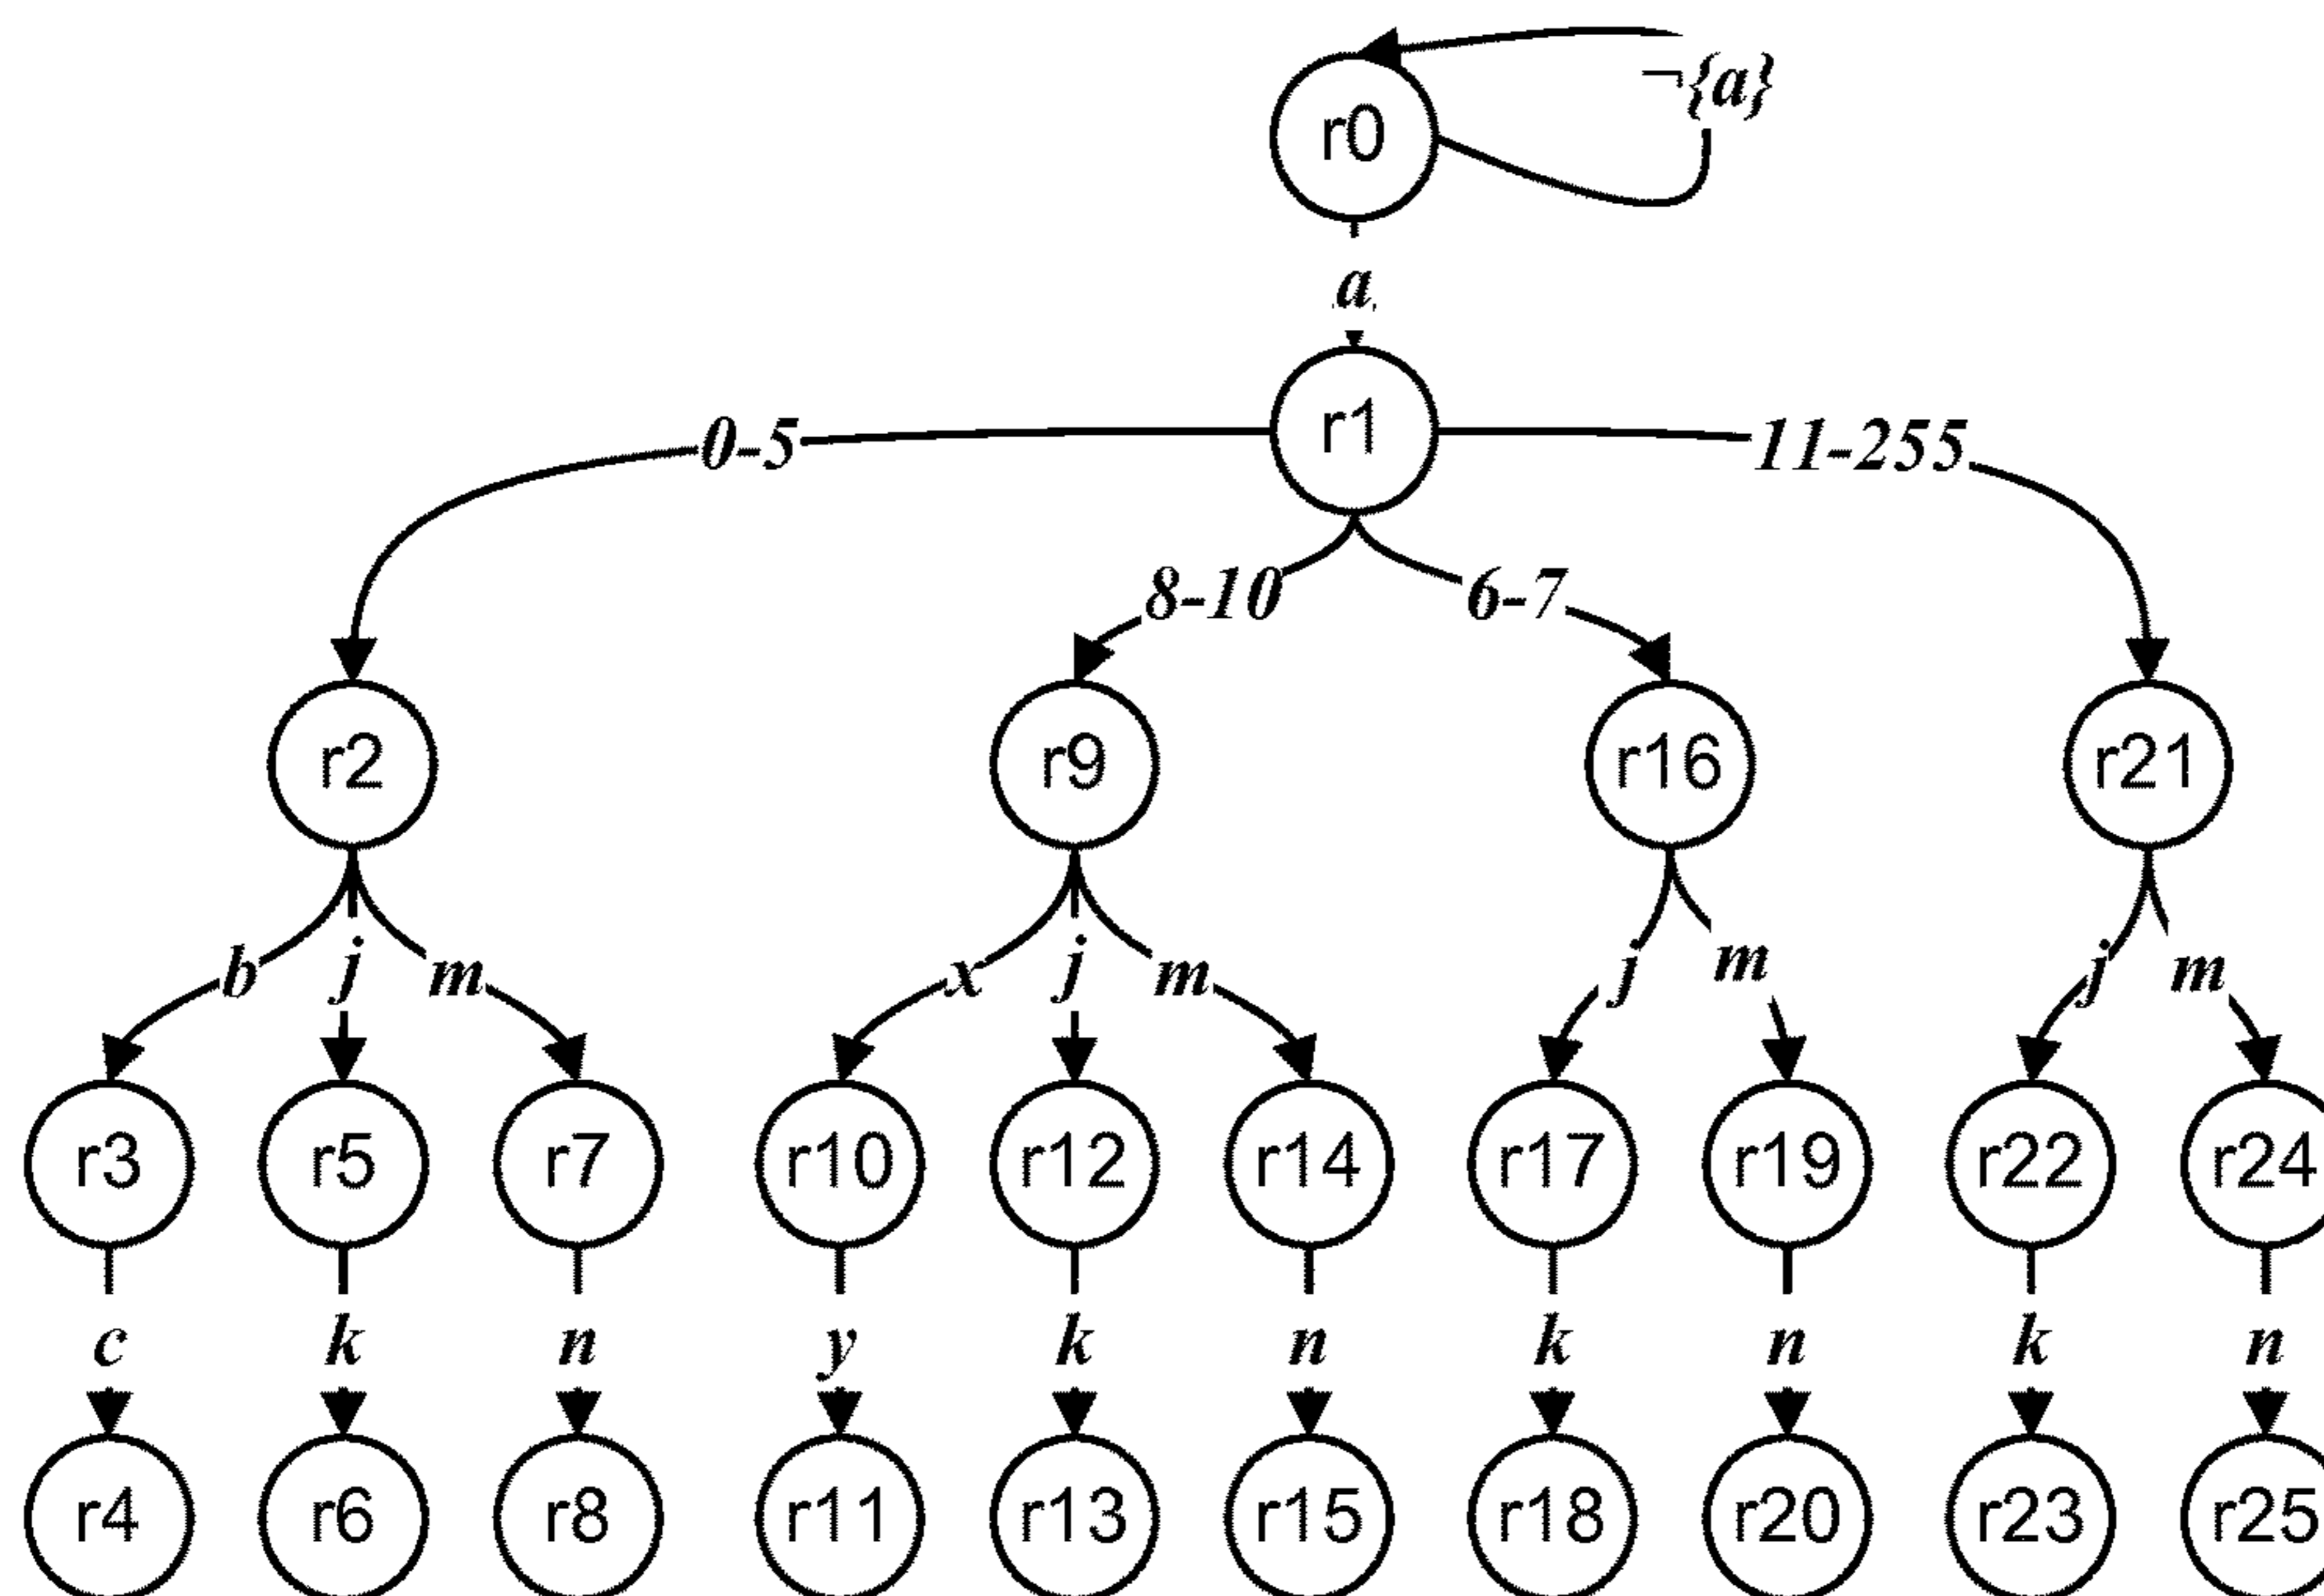 r0
¬{a}
a
r1
0-5
11-255
8-10
6-7
r2
r9
r16
r21
b
j
m
x
j
m
j
m
j
m
r3
r5
r7
r10
r12
r14
r17
r19
r22
r24
c
k
n
y
k
n
k
n
k
n
r4
r6
r8
r11
r13
r15
r18
r20
r23
r25